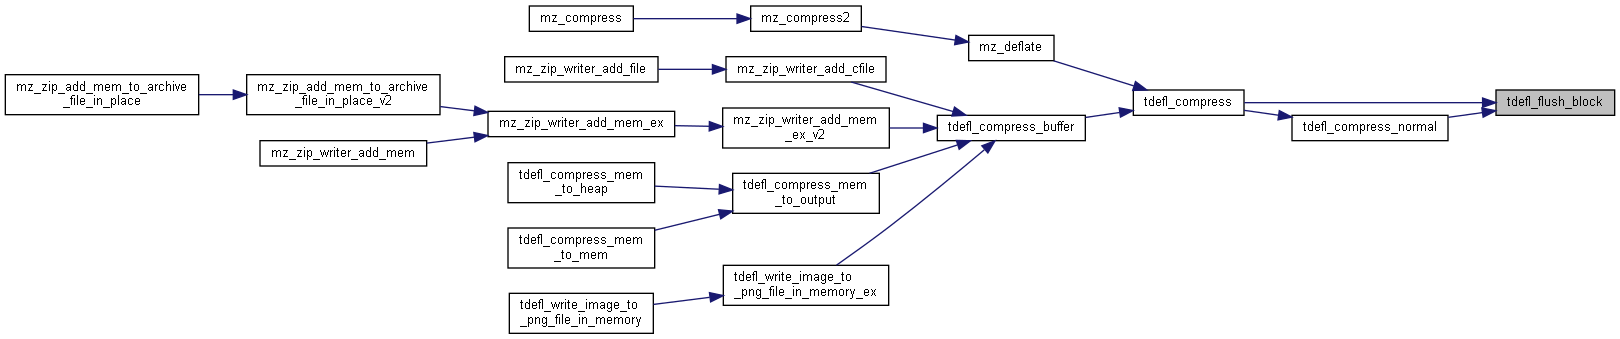 mz_compress
mz_compress2
mz_deflate
mz_zip_writer_add_file
mz_zip_writer_add_cfile
mz_zip_add_mem_to_archive
_file_in_place
mz_zip_add_mem_to_archive
_file_in_place_v2
tdefl_compress
tdefl_flush_block
mz_zip_writer_add_mem_ex
mz_zip_writer_add_mem
_ex_v2
tdefl_compress_buffer
tdefl_compress_normal
mz_zip_writer_add_mem
tdefl_compress_mem
_to_heap
tdefl_compress_mem
_to_output
tdefl_compress_mem
_to_mem
tdefl_write_image_to
_png_file_in_memory_ex
tdefl_write_image_to
_png_file_in_memory